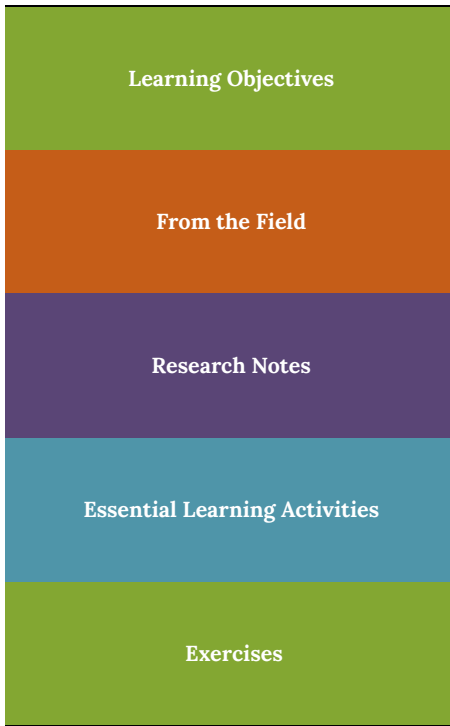 Learning Objectives
From the Field
Research Notes
Essential Learning Activities
Exercises